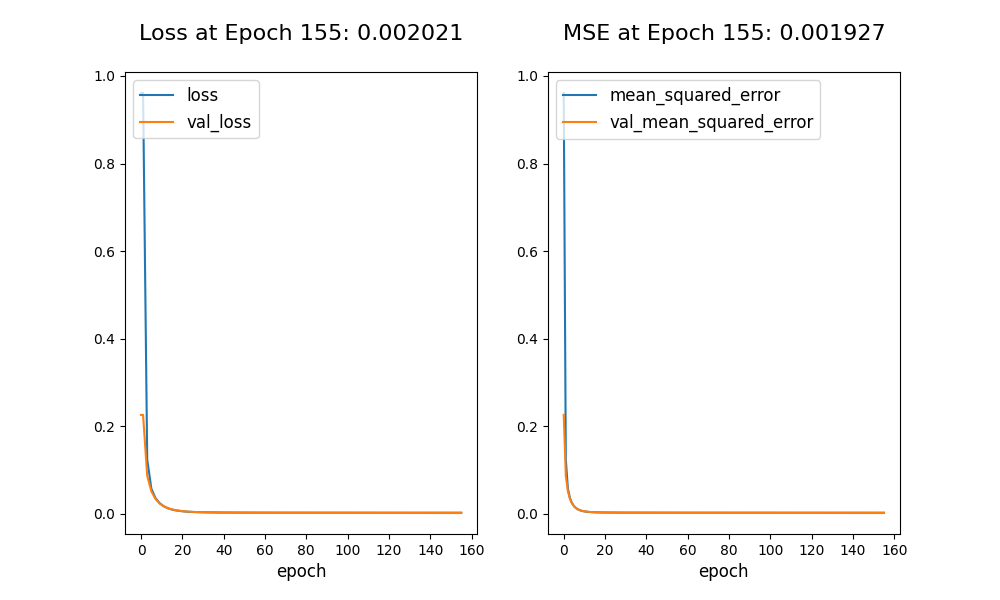 Loss at Epoch 155: 0.002021
loss
val_loss
1.0
0.8
0.6
0.4
0.2
0.0
0 20 40 60 80 100 120 140 160
epoch
MSE at Epoch 155: 0.001927
mean_squared_error
val_mean_squared_error
1.0
0.8
0.6
0.4
0.2
0.0
0 20 40 60 80 100 120 140 160
epoch